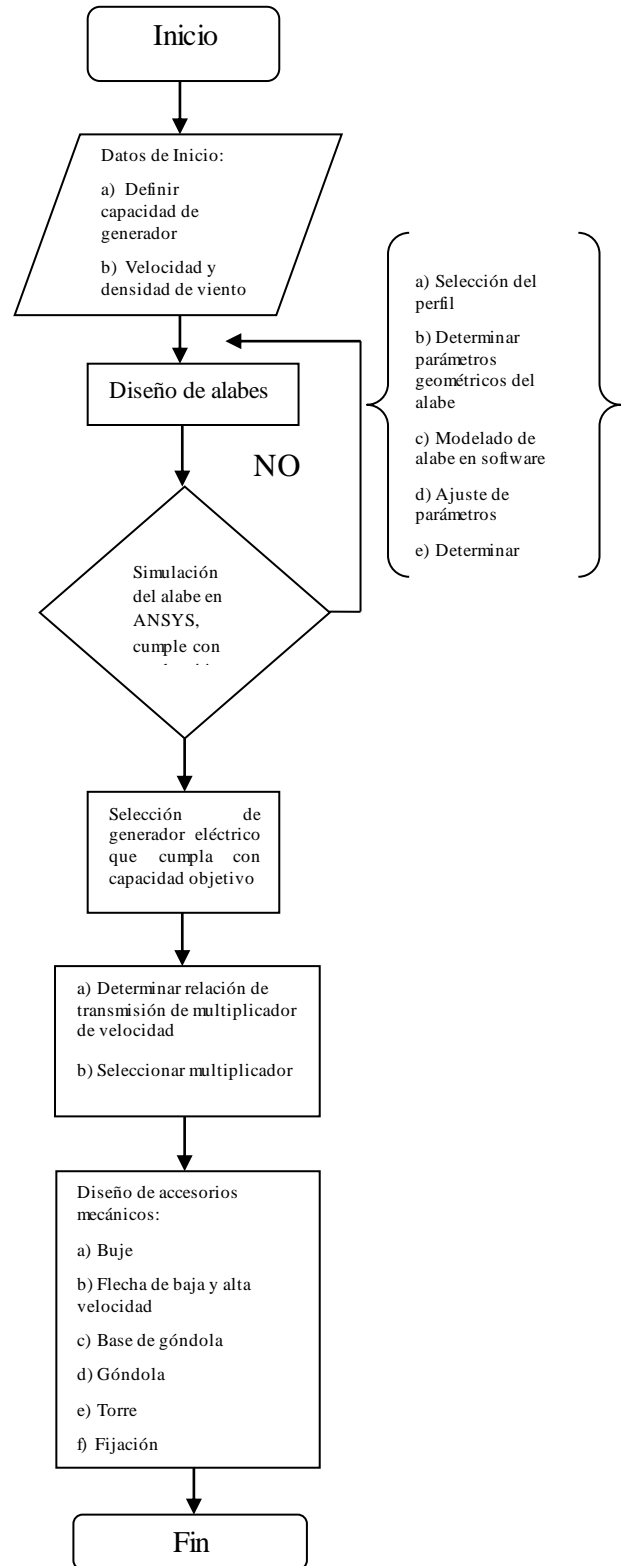 Inicio
Datos de Inicio:
a) Definir
capacidad de
generador
b) Velocidad y
densidad de viento
Diseño de alabes
NO
a) Selección del
perfil
b) Determinar
parámetros
geométricos del
alabe
c) Modelado de
alabe en software
d) Ajuste de
parámetros
e) Determinar
Simulación
del alabe en
ANSYS,
cumple con
Selección de
generador eléctrico
que cumpla con
capacidad objetivo
a) Determinar relación de
transmisión de multiplicador
de velocidad
b) Seleccionar multiplicador
Diseño de accesorios
mecánicos:
a) Buje
b) Flecha de baja y alta
velocidad
c) Base de góndola
d) Góndola
e) Torre
f) Fijación
Fin